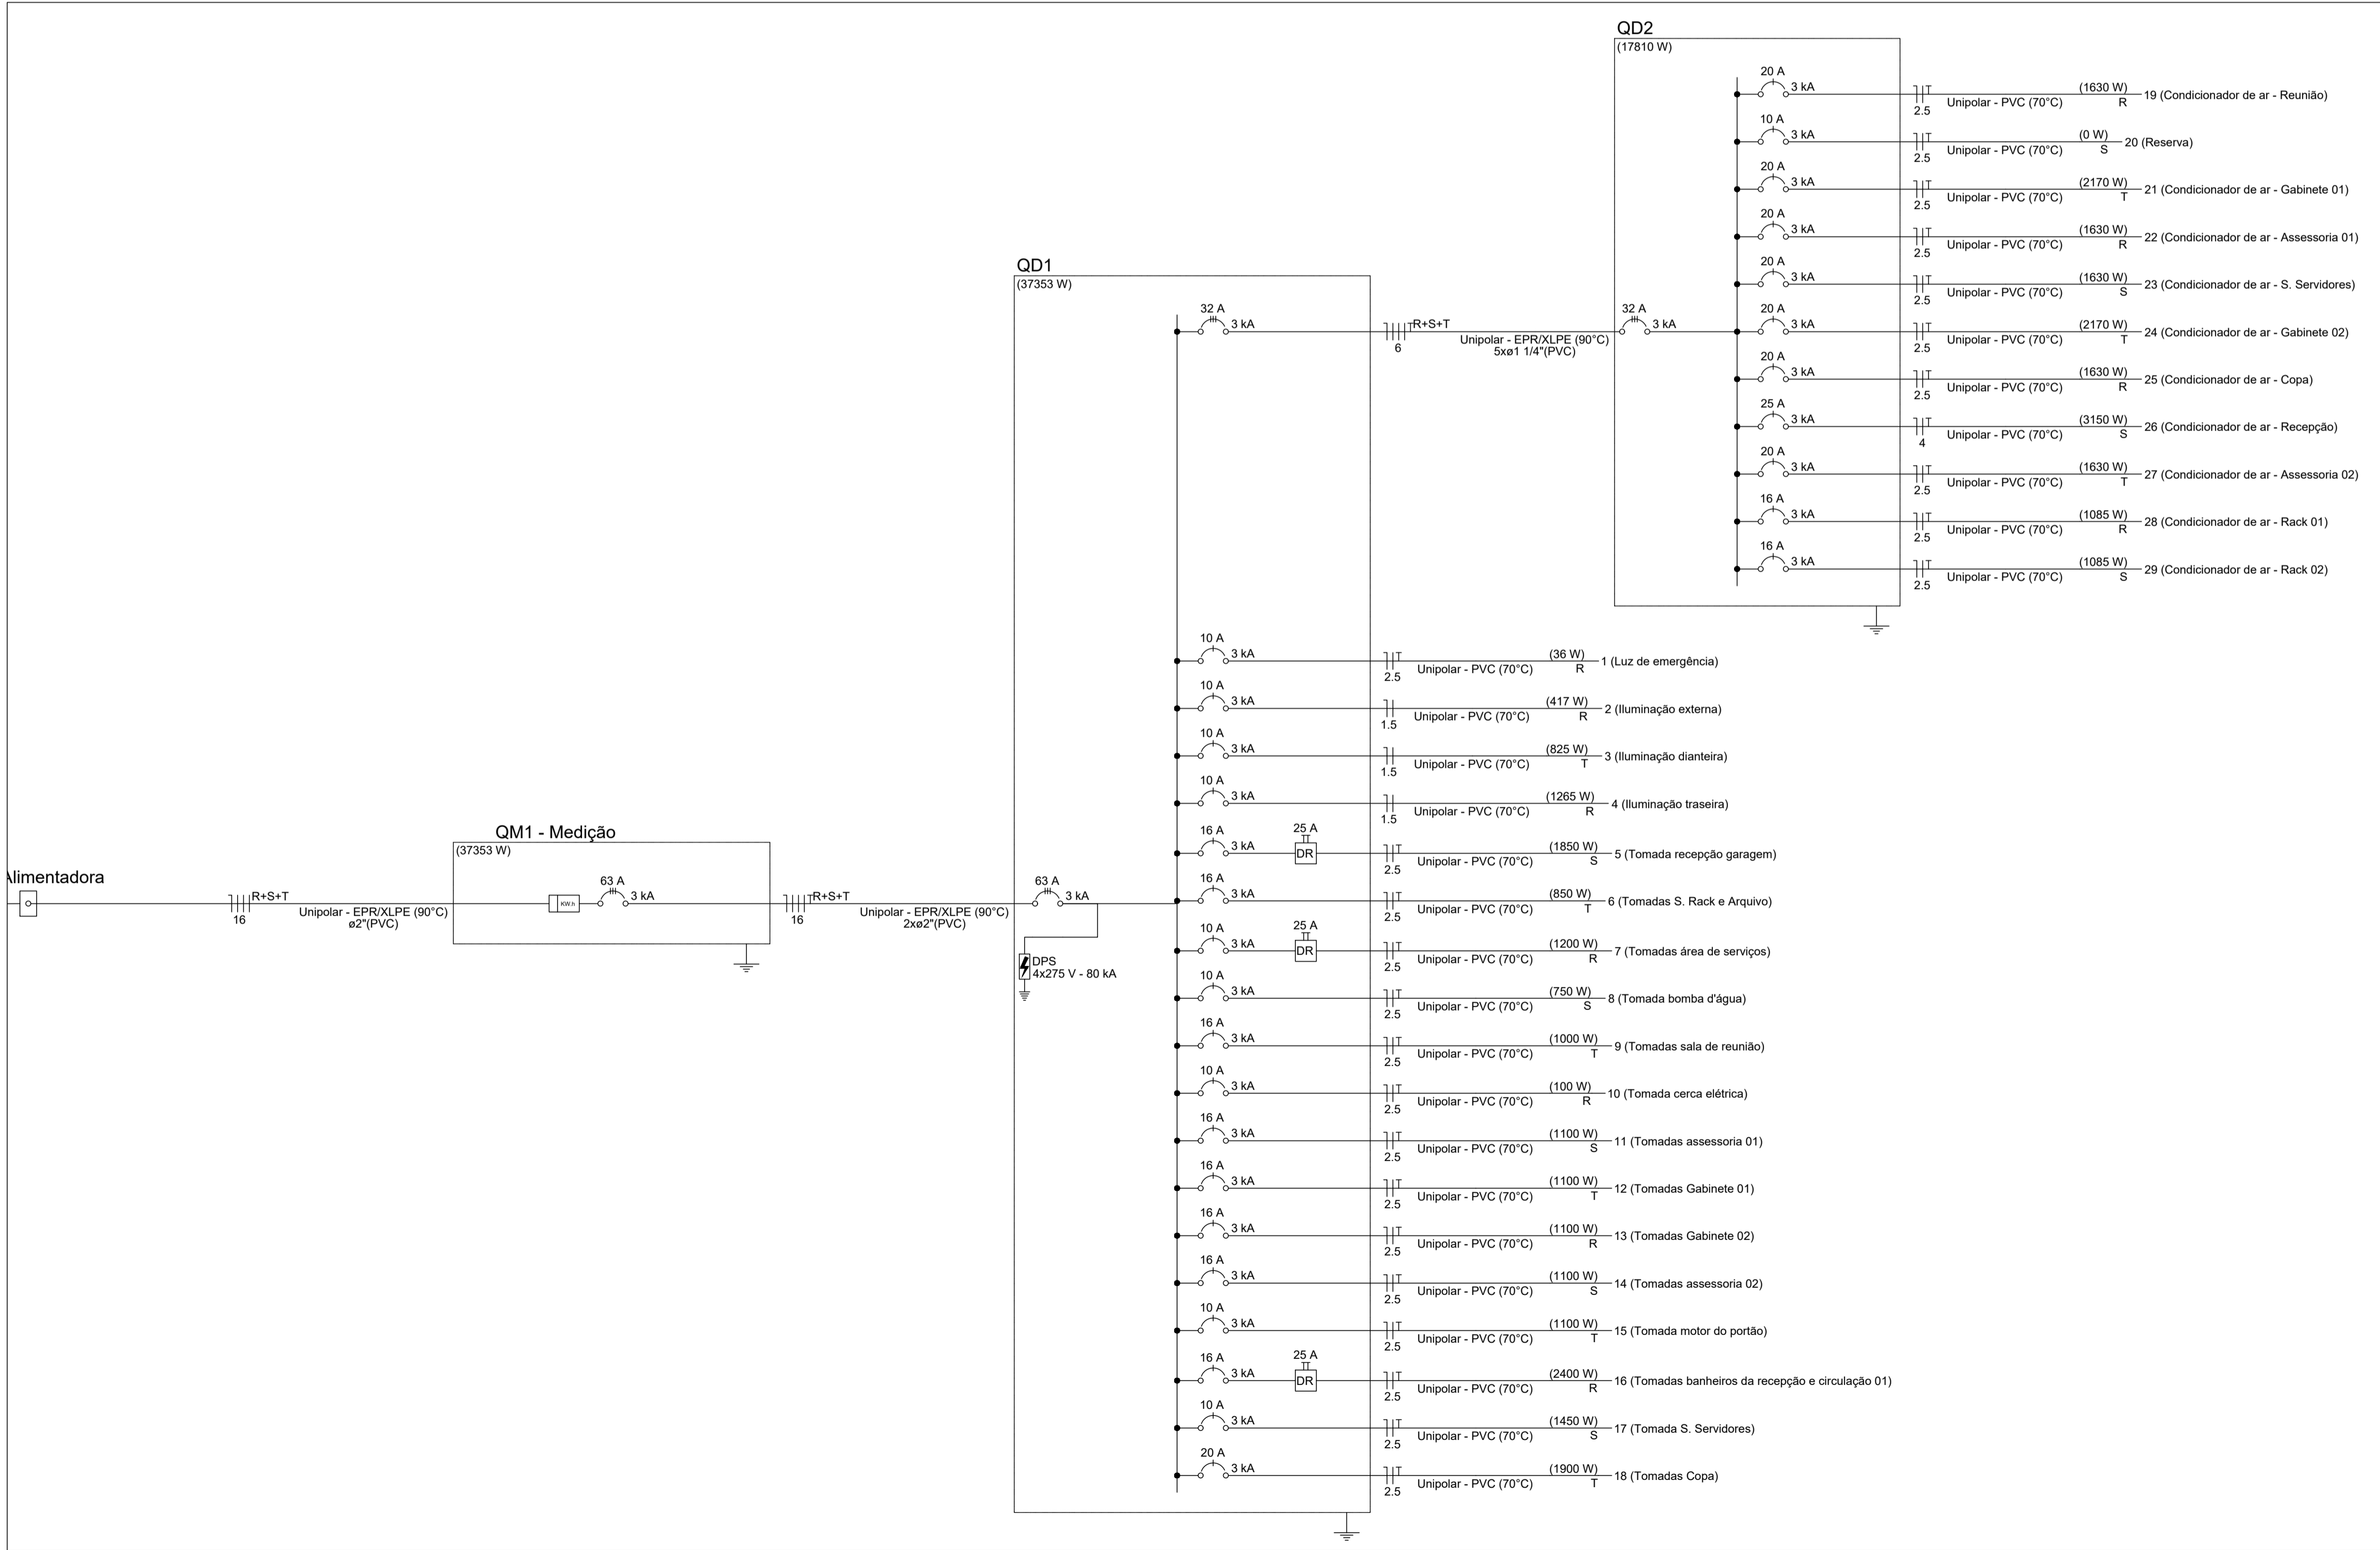 QD2
(17810 W)
20 A
3 kA
2.5
T
Unipolar - PVC (70°C)
(1630 W)
R
19 (Condicionador de ar - Reunião)
10 A
3 kA
2.5
T
Unipolar - PVC (70°C)
(0 W)
S
20 (Reserva)
20 A
3 kA
2.5
T
Unipolar - PVC (70°C)
(2170 W)
T
21 (Condicionador de ar - Gabinete 01)
20 A
3 kA
2.5
T
Unipolar - PVC (70°C)
(1630 W)
R
22 (Condicionador de ar - Assessoria 01)
20 A
3 kA
2.5
T
Unipolar - PVC (70°C)
(1630 W)
S
23 (Condicionador de ar - S. Servidores)
32 A
3 kA
20 A
3 kA
2.5
T
Unipolar - PVC (70°C)
(2170 W)
T
24 (Condicionador de ar - Gabinete 02)
20 A
3 kA
2.5
T
Unipolar - PVC (70°C)
(1630 W)
R
25 (Condicionador de ar - Copa)
25 A
3 kA
4
T
Unipolar - PVC (70°C)
(3150 W)
S
26 (Condicionador de ar - Recepção)
20 A
3 kA
2.5
T
Unipolar - PVC (70°C)
(1630 W)
T
27 (Condicionador de ar - Assessoria 02)
16 A
3 kA
2.5
T
Unipolar - PVC (70°C)
(1085 W)
R
28 (Condicionador de ar - Rack 01)
16 A
3 kA
2.5
T
Unipolar - PVC (70°C)
(1085 W)
S
29 (Condicionador de ar - Rack 02)
QD1
(37353 W)
32 A
3 kA
T
R+S+T
6
Unipolar - EPR/XLPE (90°C)
5xø1 1/4"(PVC)
10 A
3 kA
2.5
T
Unipolar - PVC (70°C)
(36 W)
R
1 (Luz de emergência)
10 A
3 kA
1.5
Unipolar - PVC (70°C)
(417 W)
R
2 (Iluminação externa)
10 A
3 kA
1.5
Unipolar - PVC (70°C)
(825 W)
T
3 (Iluminação dianteira)
10 A
3 kA
1.5
Unipolar - PVC (70°C)
(1265 W)
R
4 (Iluminação traseira)
16 A
3 kA
25 A
DR
2.5
T
Unipolar - PVC (70°C)
(1850 W)
S
5 (Tomada recepção garagem)
16 A
3 kA
2.5
T
Unipolar - PVC (70°C)
(850 W)
T
6 (Tomadas S. Rack e Arquivo)
10 A
3 kA
25 A
DR
2.5
T
Unipolar - PVC (70°C)
(1200 W)
R
7 (Tomadas área de serviços)
10 A
3 kA
2.5
T
Unipolar - PVC (70°C)
(750 W)
S
8 (Tomada bomba d'água)
16 A
3 kA
2.5
T
Unipolar - PVC (70°C)
(1000 W)
T
9 (Tomadas sala de reunião)
10 A
3 kA
2.5
T
Unipolar - PVC (70°C)
(100 W)
R
10 (Tomada cerca elétrica)
16 A
3 kA
2.5
T
Unipolar - PVC (70°C)
(1100 W)
S
11 (Tomadas assessoria 01)
16 A
3 kA
2.5
T
Unipolar - PVC (70°C)
(1100 W)
T
12 (Tomadas Gabinete 01)
16 A
3 kA
2.5
T
Unipolar - PVC (70°C)
(1100 W)
R
13 (Tomadas Gabinete 02)
16 A
3 kA
2.5
T
Unipolar - PVC (70°C)
(1100 W)
S
14 (Tomadas assessoria 02)
10 A
3 kA
2.5
T
Unipolar - PVC (70°C)
(1100 W)
T
15 (Tomada motor do portão)
16 A
3 kA
25 A
DR
2.5
T
Unipolar - PVC (70°C)
(2400 W)
R
16 (Tomadas banheiros da recepção e circulação 01)
10 A
3 kA
2.5
T
Unipolar - PVC (70°C)
(1450 W)
S
17 (Tomada S. Servidores)
20 A
3 kA
2.5
T
Unipolar - PVC (70°C)
(1900 W)
T
18 (Tomadas Copa)
Alimentadora
R+S+T
16
Unipolar - EPR/XLPE (90°C)
ø2"(PVC)
QM1 - Medição
(37353 W)
KW.h
63 A
3 kA
T
R+S+T
16
Unipolar - EPR/XLPE (90°C)
2xø2"(PVC)
63 A
3 kA
DPS
4x275 V - 80 kA